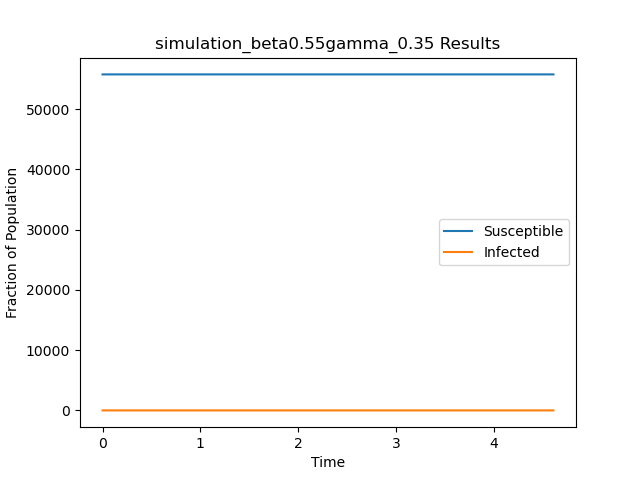 simulation_beta0.55gamma_0.35 Results
Fraction of Population
50000
40000
30000
20000
10000
0
Susceptible
Infected
0 1 2 3 4
Time